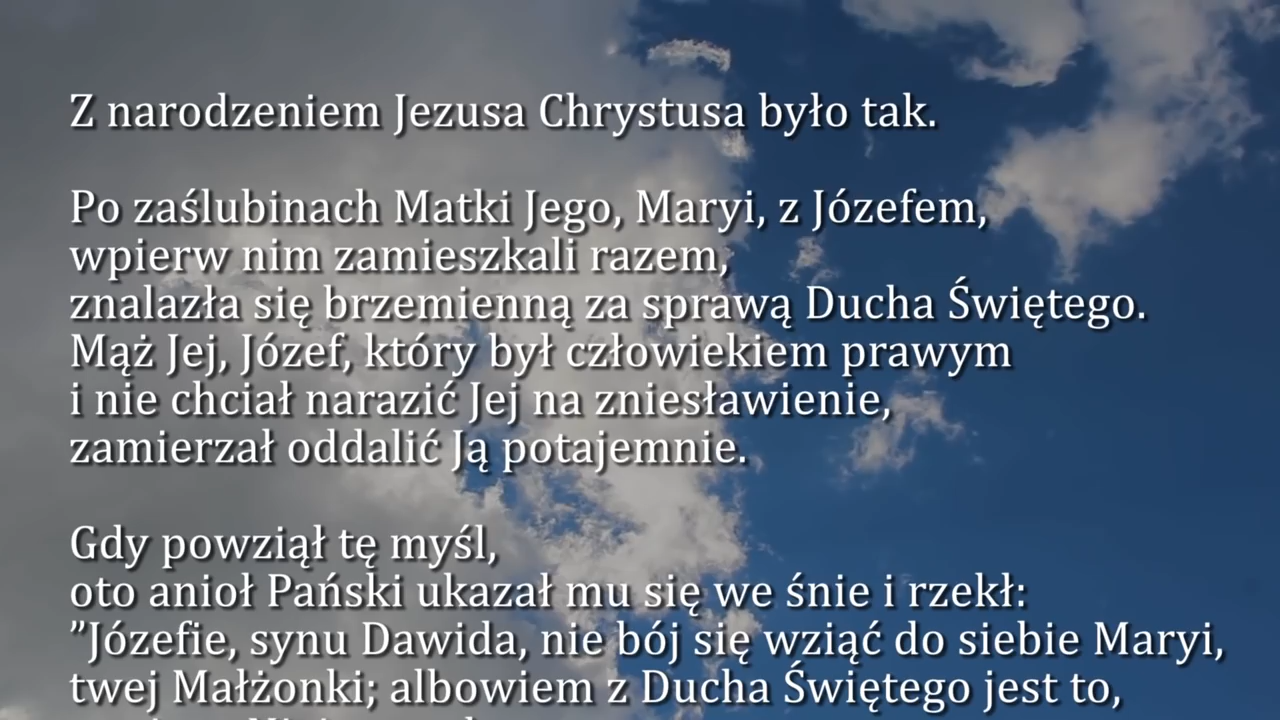 Z narodzeniem Jezusa Chrystusa było tak.
Po zaślubinach Matki Jego, Maryi, z Józefem,
wpierw nim zamieszkali razem,
znalazła się brzemienną za sprawą Ducha Świętego.
Mąż Jej, Józef, który był człowiekiem prawym
i nie chciał narazić Jej na zniesławienie,
zamierzał oddalić Ją potajemnie.
Gdy powziął tę myśl,
oto anioł Pański ukazał mu się we śnie i rzekł:
”Józefie, synu Dawida, nie bój się wziąć do siebie Maryi,
twej Małżonki; albowiem z Ducha Świętego jest to,